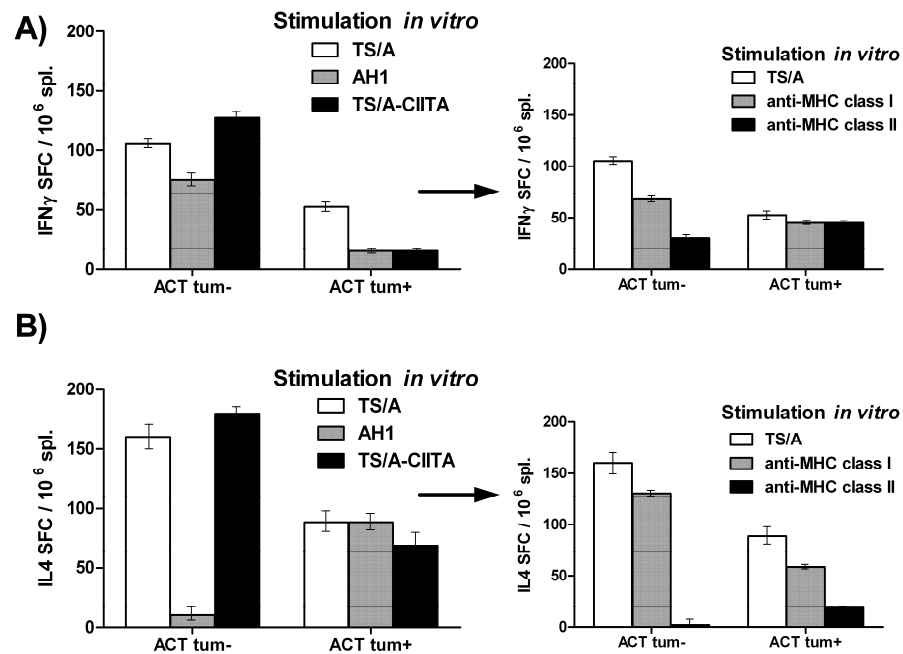 A)
Stimulation in vitro
TS/A
AH1
TS/A-CIITA
IFNγ SFC / 10⁶ spl.
200
150
100
50
0
ACT tum-
ACT tum+
Stimulation in vitro
TS/A
anti-MHC class I
anti-MHC class II
IFNγ SFC / 10⁶ spl.
200
150
100
50
0
ACT tum-
ACT tum+
B)
Stimulation in vitro
TS/A
AH1
TS/A-CIITA
IL4 SFC / 10⁶ spl.
200
150
100
50
0
ACT tum-
ACT tum+
Stimulation in vitro
TS/A
anti-MHC class I
anti-MHC class II
IL4 SFC / 10⁶ spl.
200
150
100
50
0
ACT tum-
ACT tum+